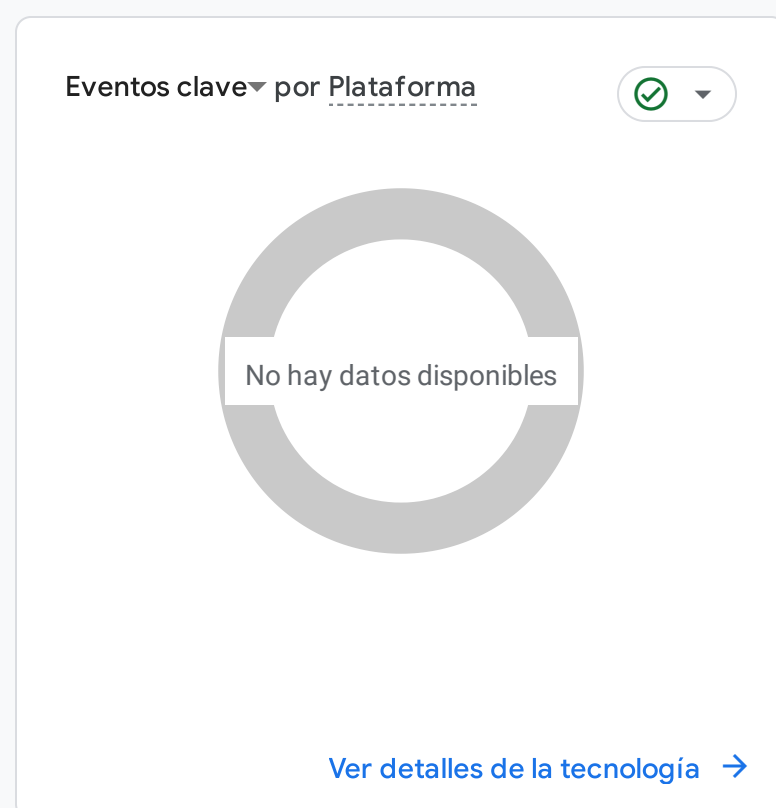 Eventos clave por Plataforma
No hay datos disponibles
Ver detalles de la tecnología